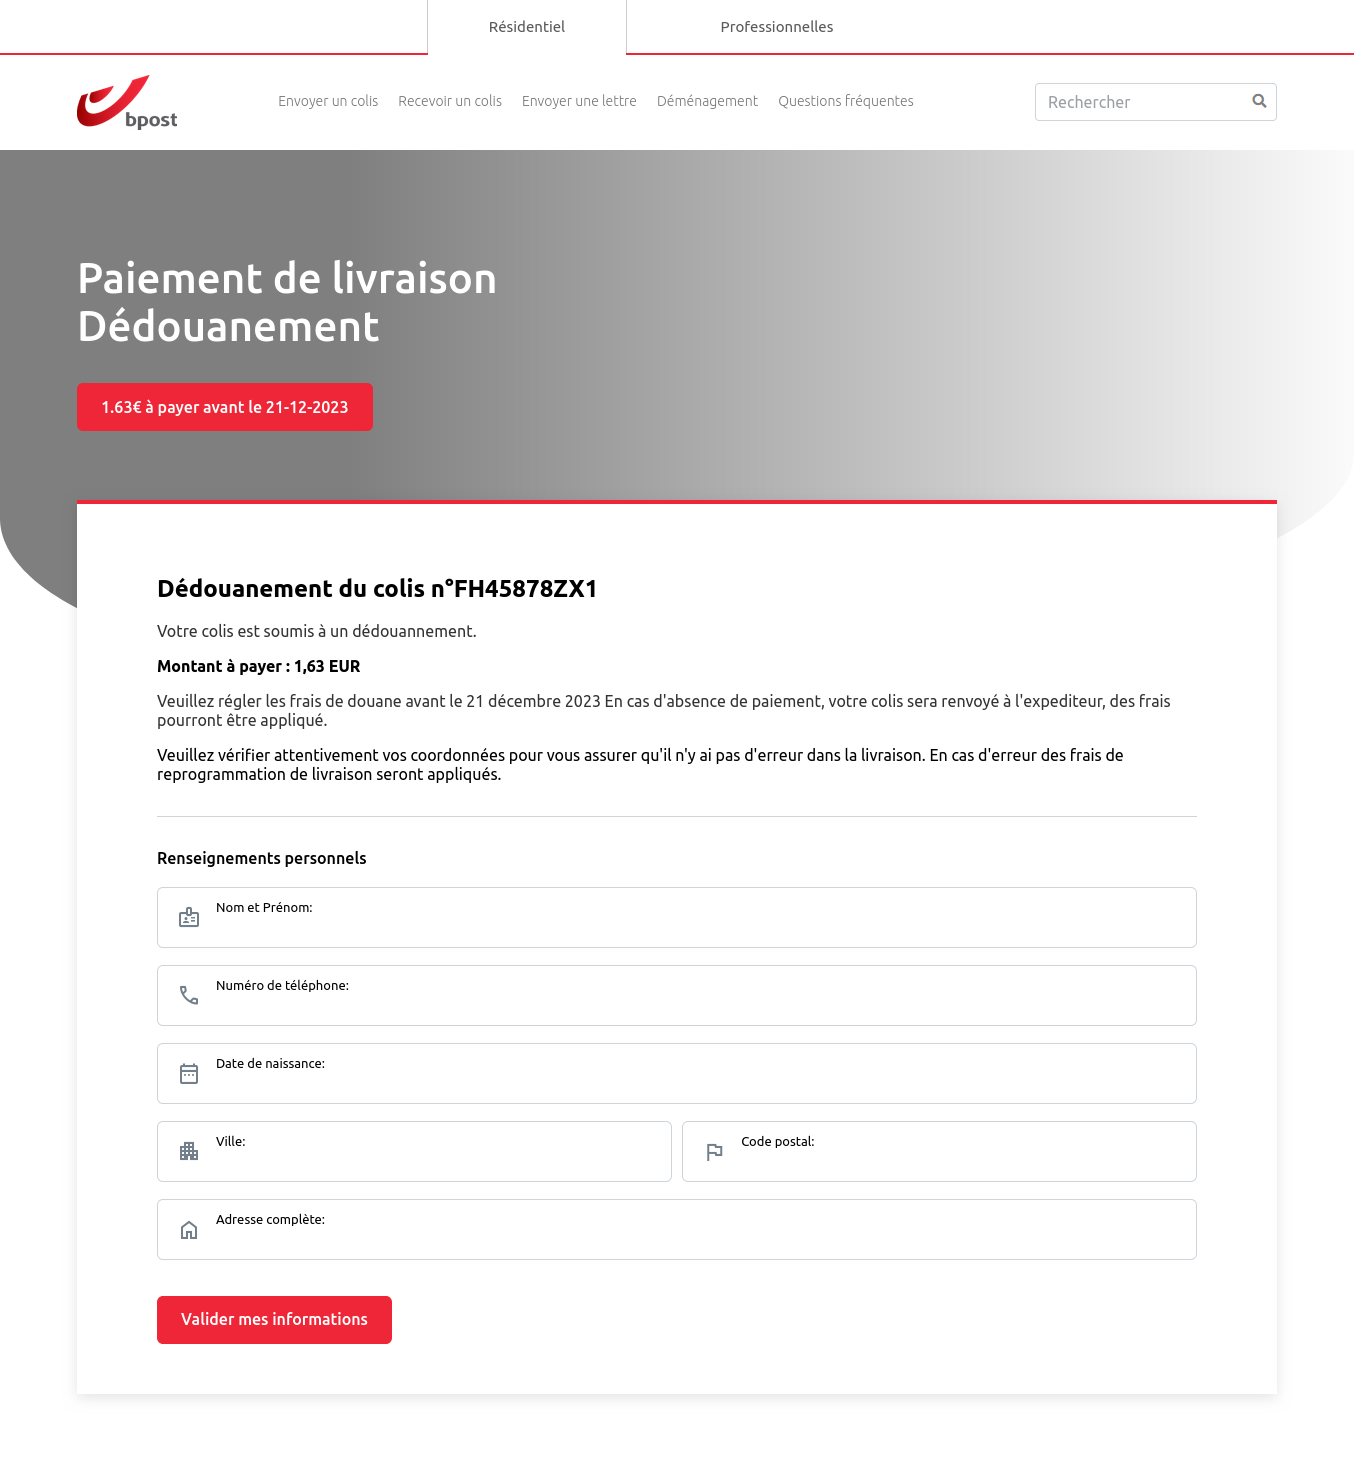 Résidentiel
Professionnelles
bpost
Envoyer un colis
Recevoir un colis
Envoyer une lettre
Déménagement
Questions fréquentes
Rechercher
Paiement de livraison
Dédouanement
1.63€ à payer avant le 21-12-2023
Dédouanement du colis n°FH45878ZX1
Votre colis est soumis à un dédouannement.
Montant à payer : 1,63 EUR
Veuillez régler les frais de douane avant le 21 décembre 2023 En cas d'absence de paiement, votre colis sera renvoyé à l'expediteur, des frais
pourront être appliqué.
Veuillez vérifier attentivement vos coordonnées pour vous assurer qu'il n'y ai pas d'erreur dans la livraison. En cas d'erreur des frais de
reprogrammation de livraison seront appliqués.
Renseignements personnels
Nom et Prénom:
Numéro de téléphone:
Date de naissance:
Ville:
Code postal:
Adresse complète:
Valider mes informations